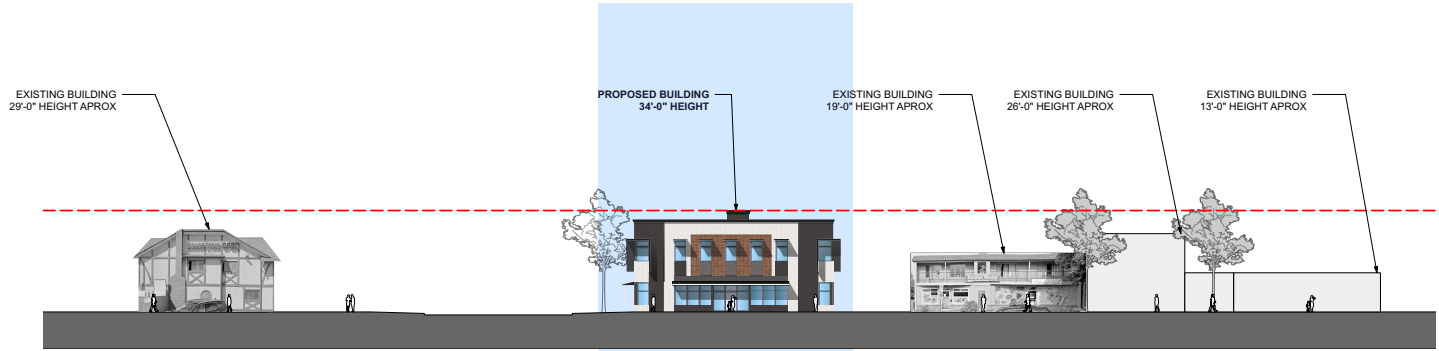 EXISTING BUILDING
29'-0" HEIGHT APROX
PROPOSED BUILDING
34'-0" HEIGHT
EXISTING BUILDING
19'-0" HEIGHT APROX
EXISTING BUILDING
26'-0" HEIGHT APROX
EXISTING BUILDING
13'-0" HEIGHT APROX